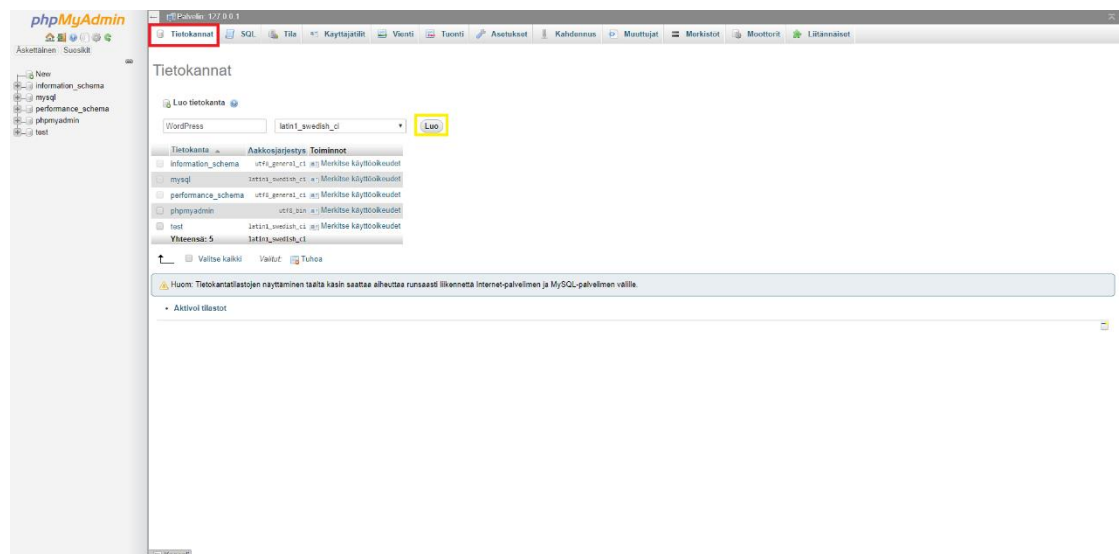 phpMyAdmin
Äskettäinen Suosikit
New
information_schema
mysql
performance_schema
phpmyadmin
test
Palvelin: 127.0.0.1
Tietokannat SQL Tila Käyttäjätilit Vienti Tuonti Asetukset Kahdennus Muuttujat Merkistöt Moottorit Liitännäiset
Tietokannat
Luo tietokanta
WordPress latin1_swedish_ci Luo
Tietokanta Aakkosjärjestys Toiminnot
information_schema utf8_general_ci Merkitse käyttöoikeudet
mysql latin1_swedish_ci Merkitse käyttöoikeudet
performance_schema utf8_general_ci Merkitse käyttöoikeudet
phpmyadmin utf8_bin Merkitse käyttöoikeudet
test latin1_swedish_ci Merkitse käyttöoikeudet
Yhteensä: 5 latin1_swedish_ci
Valitse kaikki Valitut: Tuhoa
Huom: Tietokantatilastojen näyttäminen täältä käsin saattaa aiheuttaa runsaasti liikennettä Internet-palvelimen ja MySQL-palvelimen välille.
Aktivoi tilastot